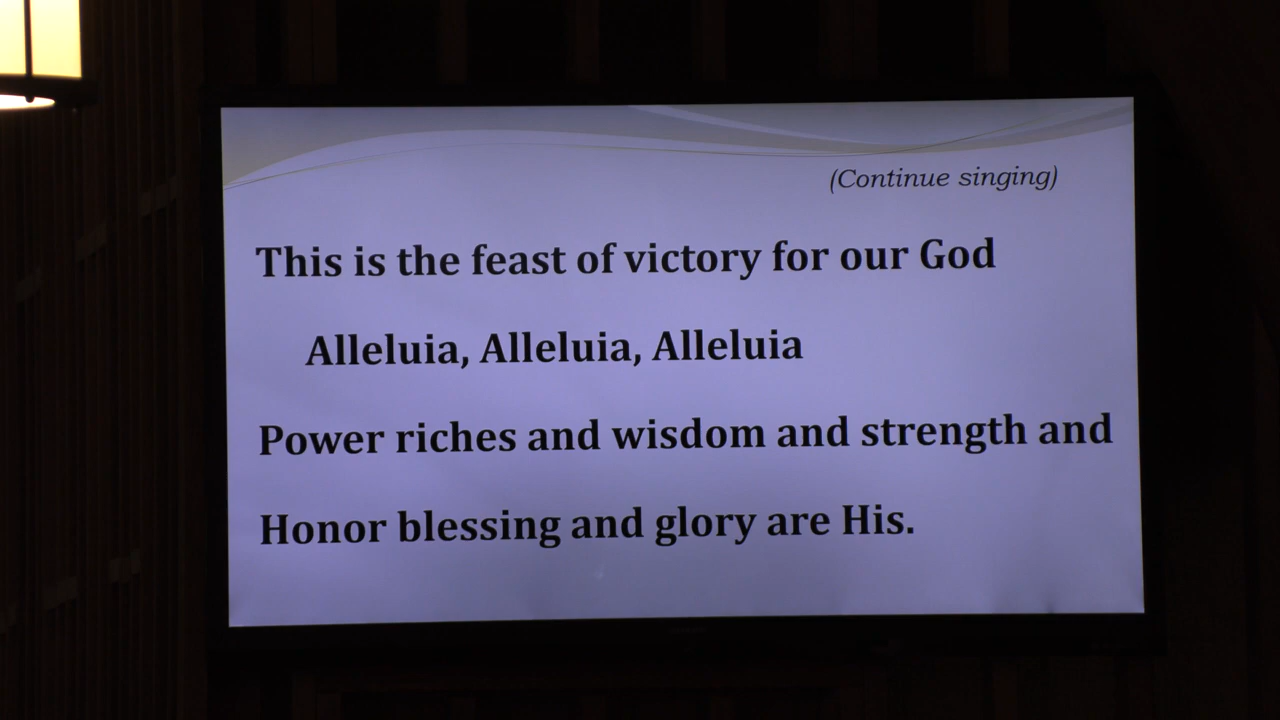 (Continue singing)
This is the feast of victory for our God
Alleluia, Alleluia, Alleluia
Power riches and wisdom and strength and
Honor blessing and glory are His.